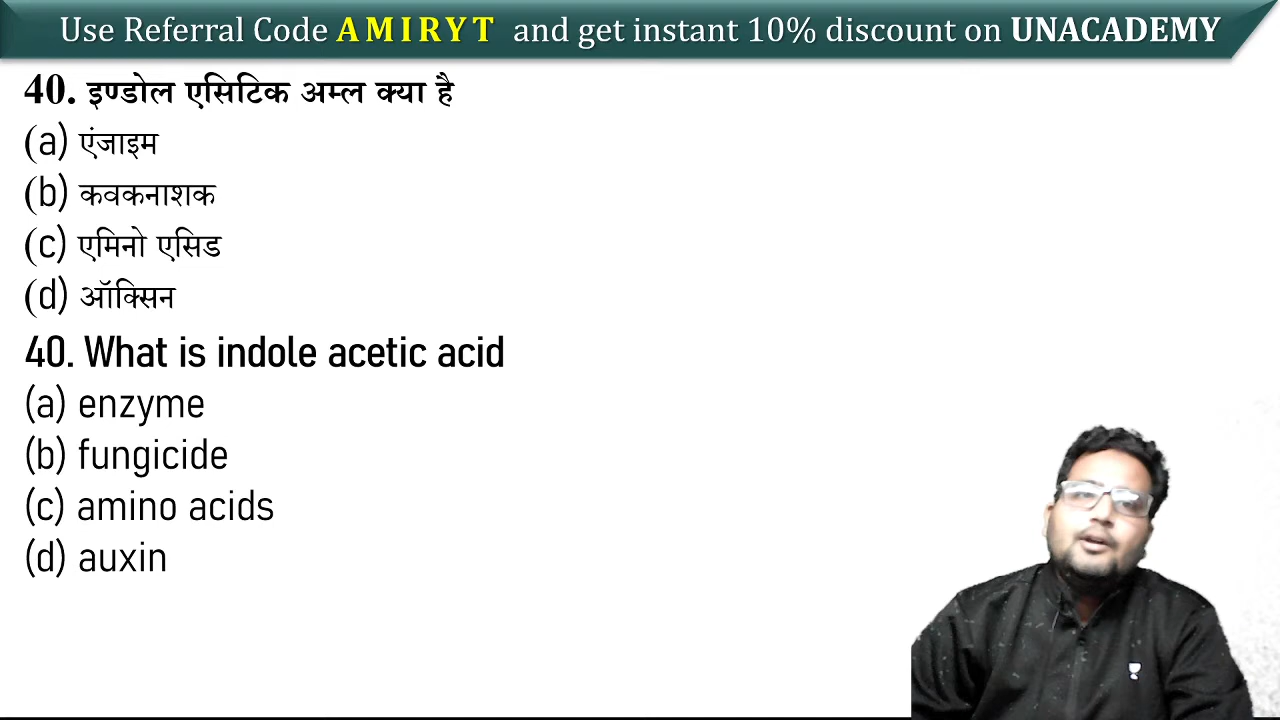 Use Referral Code AMIRYT and get instant 10% discount on UNACADEMY
40. इण्डोल एसिटिक अम्ल क्या है
(a) एंजाइम
(b) कवकनाशक
(c) एमिनो एसिड
(d) ऑक्सिन
40. What is indole acetic acid
(a) enzyme
(b) fungicide
(c) amino acids
(d) auxin